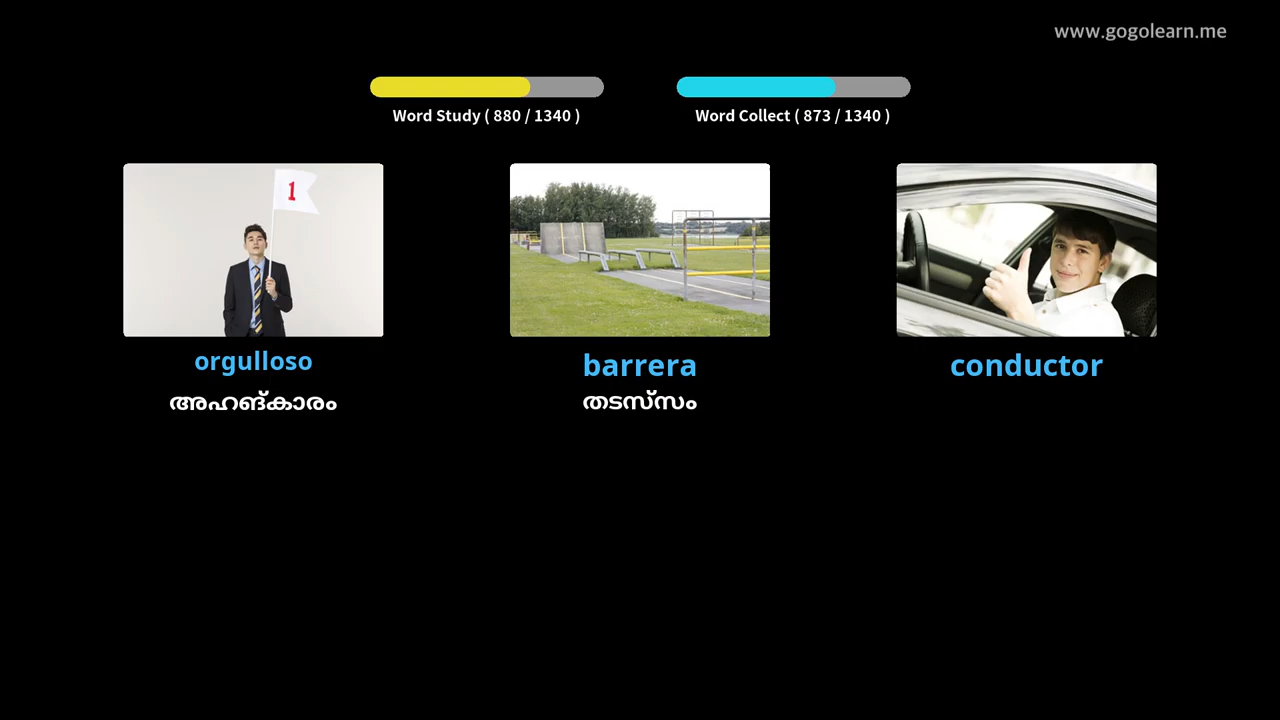 www.gogolearn.me
Word Study ( 880 / 1340 )
Word Collect ( 873 / 1340 )
1
orgulloso
barrera
conductor
അഹങ്കാരം
തടസ്സം